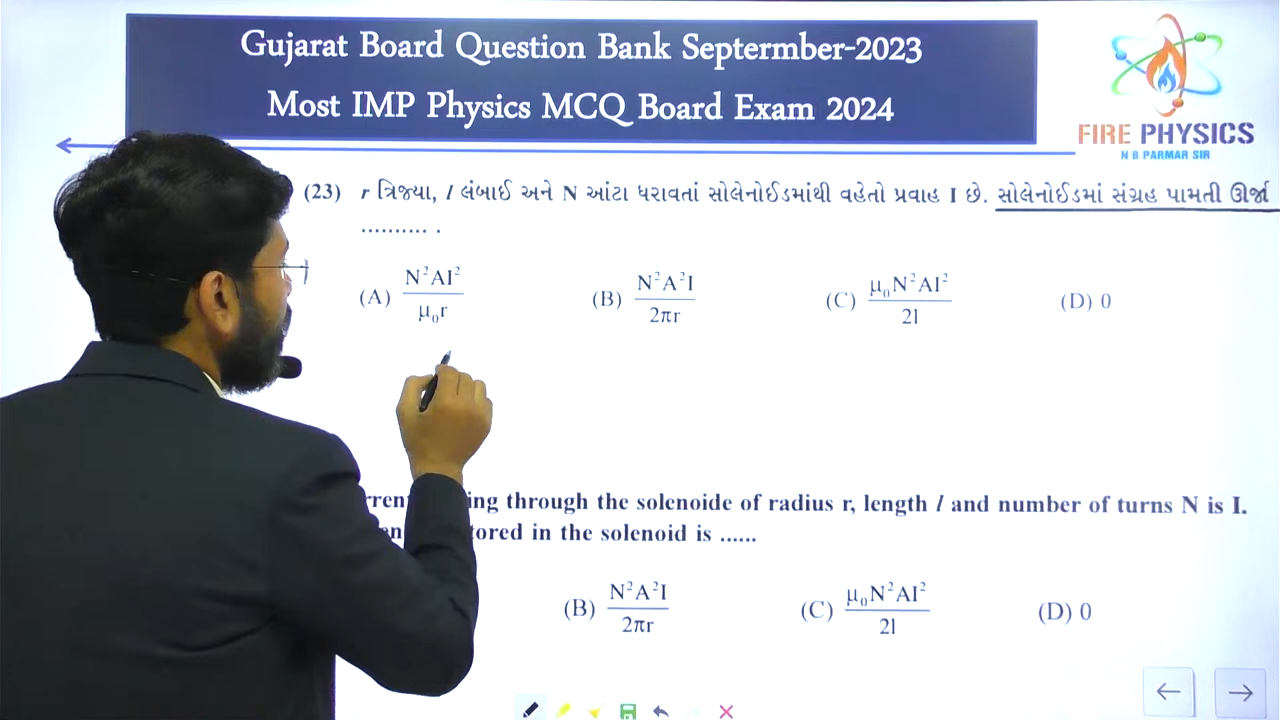 Gujarat Board Question Bank Septermber-2023
Most IMP Physics MCQ Board Exam 2024
FIRE PHYSICS
N B PARMAR SIR
(23) r ત્રિજ્યા, l લંબાઈ અને N આંટા ધરાવતાં સોલેનોઈડમાંથી વહેતો પ્રવાહ I છે. સોલેનોઈડમાં સંગ્રહ પામતી ઊર્જા
.......... .
(A) N²AI² / μ₀r (B) N²A²I / 2πr (C) μ₀N²AI² / 2l (D) 0
through the solenoide of radius r, length l and number of turns N is I.
in the solenoid is ......
(B) N²A²I / 2πr (C) μ₀N²AI² / 2l (D) 0